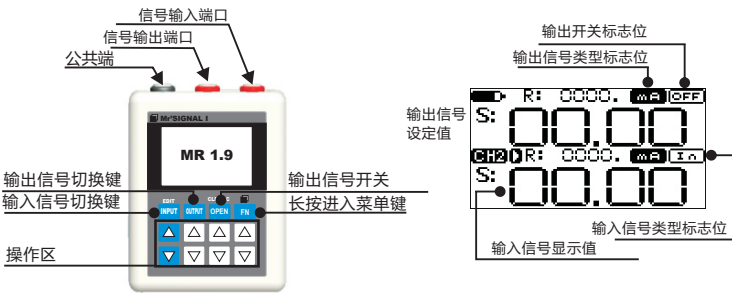 信号输入端口
信号输出端口
公共端
Mr'SIGNAL I
MR 1.9
输出信号切换键
输入信号切换键
操作区
输出信号开关
长按进入菜单键
EDIT
INPUT OUTPUT OPEN FN
输出开关标志位
输出信号类型标志位
输出信号
设定值
R: 0000. mA OFF
S: 00.00
CH2 R: 0000. mA In
S: 00.00
输入信号类型标志位
输入信号显示值